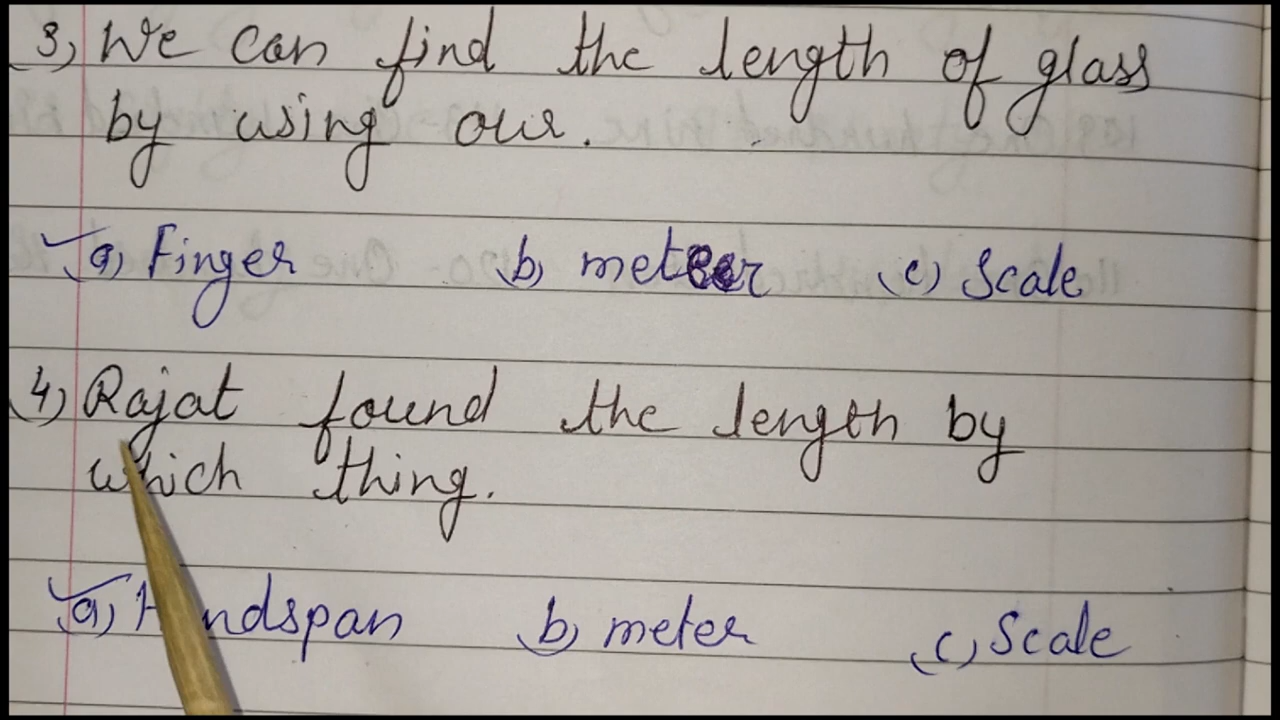 3) We can find the length of glass
by using our.
a) Finger b) meter c) Scale
4) Rajat found the length by
which thing.
a) Handspan b) meter c) Scale